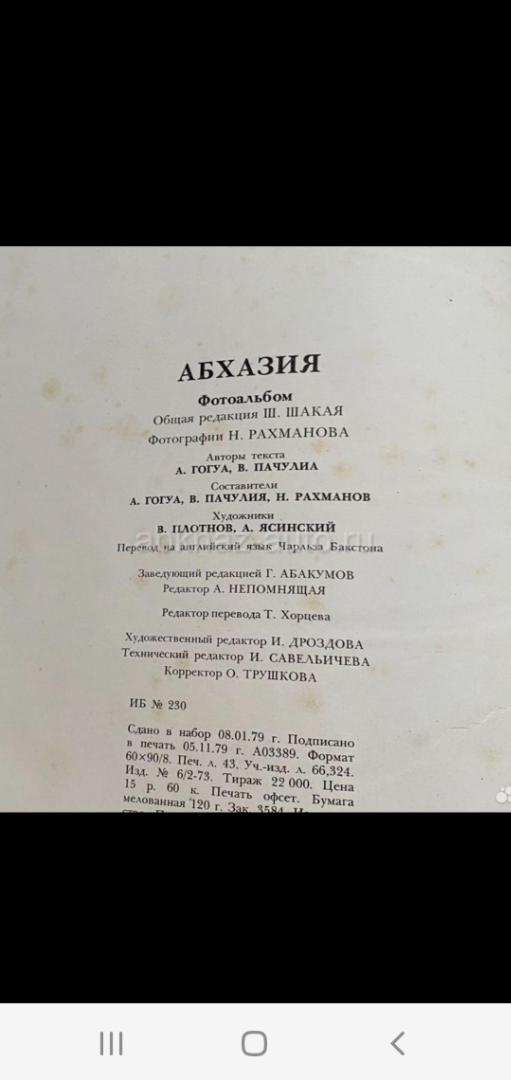 АБХАЗИЯ
Фотоальбом
Общая редакция Ш. ШАКАЯ
Фотографии Н. РАХМАНОВА
Авторы текста
А. ГОГУА, В. ПАЧУЛИА
Составители
А. ГОГУА, В. ПАЧУЛИЯ, Н. РАХМАНОВ
Художники
В. ПЛОТНОВ, А. ЯСИНСКИЙ
Перевод на английский язык Чарльза Бакстона
Заведующий редакцией Г. АБАКУМОВ
Редактор А. НЕПОМНЯЩАЯ
Редактор перевода Т. Хорцева
Художественный редактор И. ДРОЗДОВА
Технический редактор И. САВЕЛЬИЧЕВА
Корректор О. ТРУШКОВА
ИБ № 230
Сдано в набор 08.01.79 г. Подписано
в печать 05.11.79 г. А03389. Формат
60×90/8. Печ. л. 43. Уч.-изд. л. 66,324.
Изд. № 6/2-73. Тираж 22 000. Цена
15 р. 60 к. Печать офсет. Бумага
мелованная 120 г. Зак. 3584.